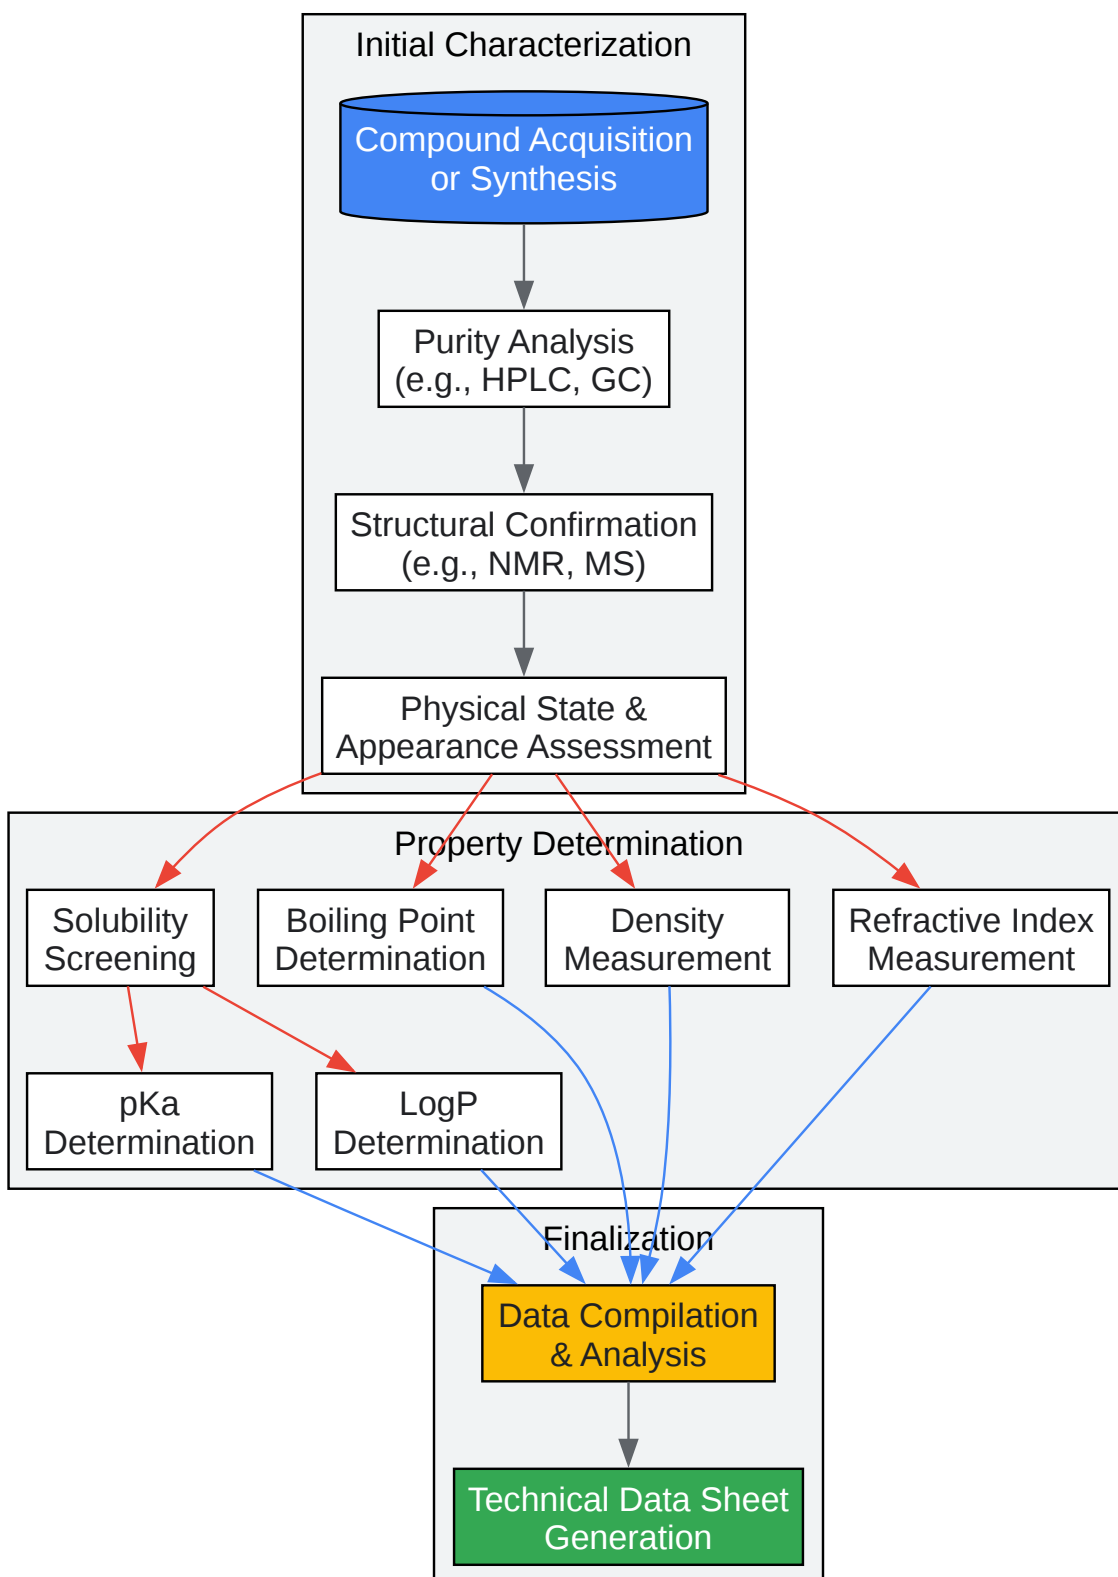 Initial Characterization
Compound Acquisition
or Synthesis
Purity Analysis
(e.g., HPLC, GC)
Structural Confirmation
(e.g., NMR, MS)
Physical State &
Appearance Assessment
Property Determination
Solubility
Screening
Boiling Point
Determination
Density
Measurement
Refractive Index
Measurement
pKa
Determination
LogP
Determination
Finalization
Data Compilation
& Analysis
Technical Data Sheet
Generation